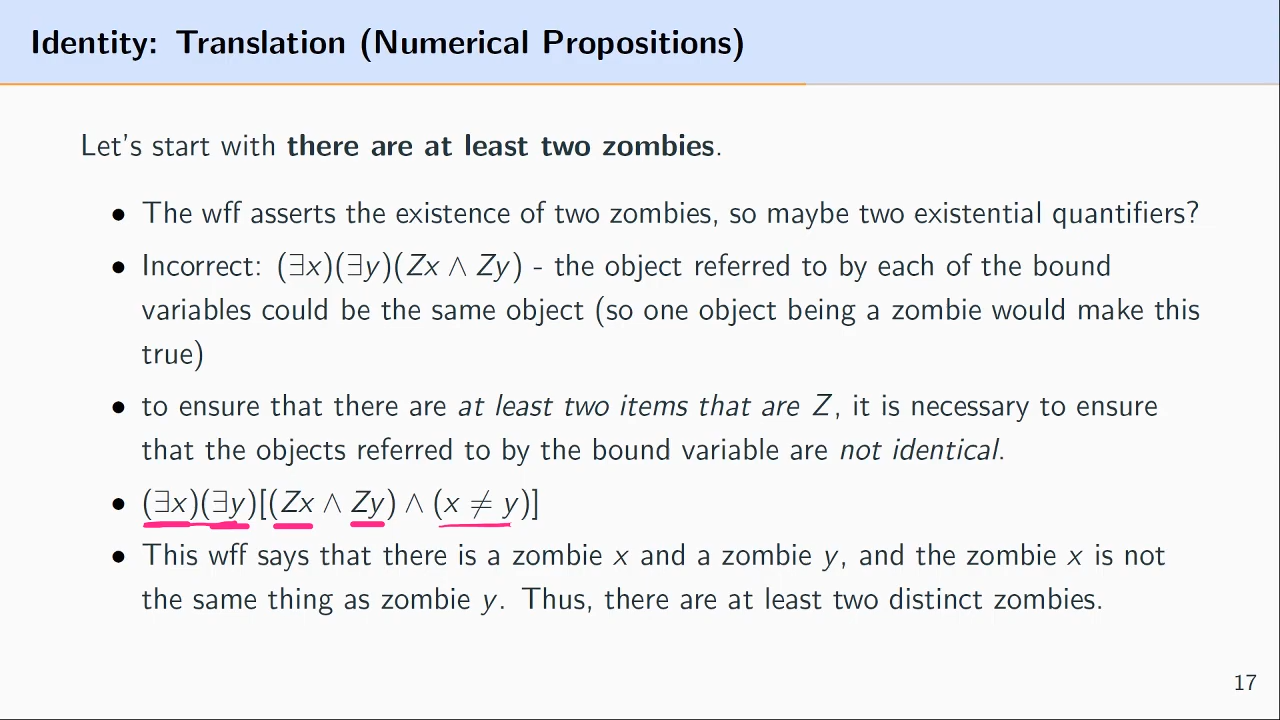 Identity: Translation (Numerical Propositions)
Let's start with there are at least two zombies.
• The wff asserts the existence of two zombies, so maybe two existential quantifiers?
• Incorrect: (∃x)(∃y)(Zx ∧ Zy) - the object referred to by each of the bound
variables could be the same object (so one object being a zombie would make this
true)
• to ensure that there are at least two items that are Z, it is necessary to ensure
that the objects referred to by the bound variable are not identical.
• (∃x)(∃y)[(Zx ∧ Zy) ∧ (x ≠ y)]
• This wff says that there is a zombie x and a zombie y, and the zombie x is not
the same thing as zombie y. Thus, there are at least two distinct zombies.
17